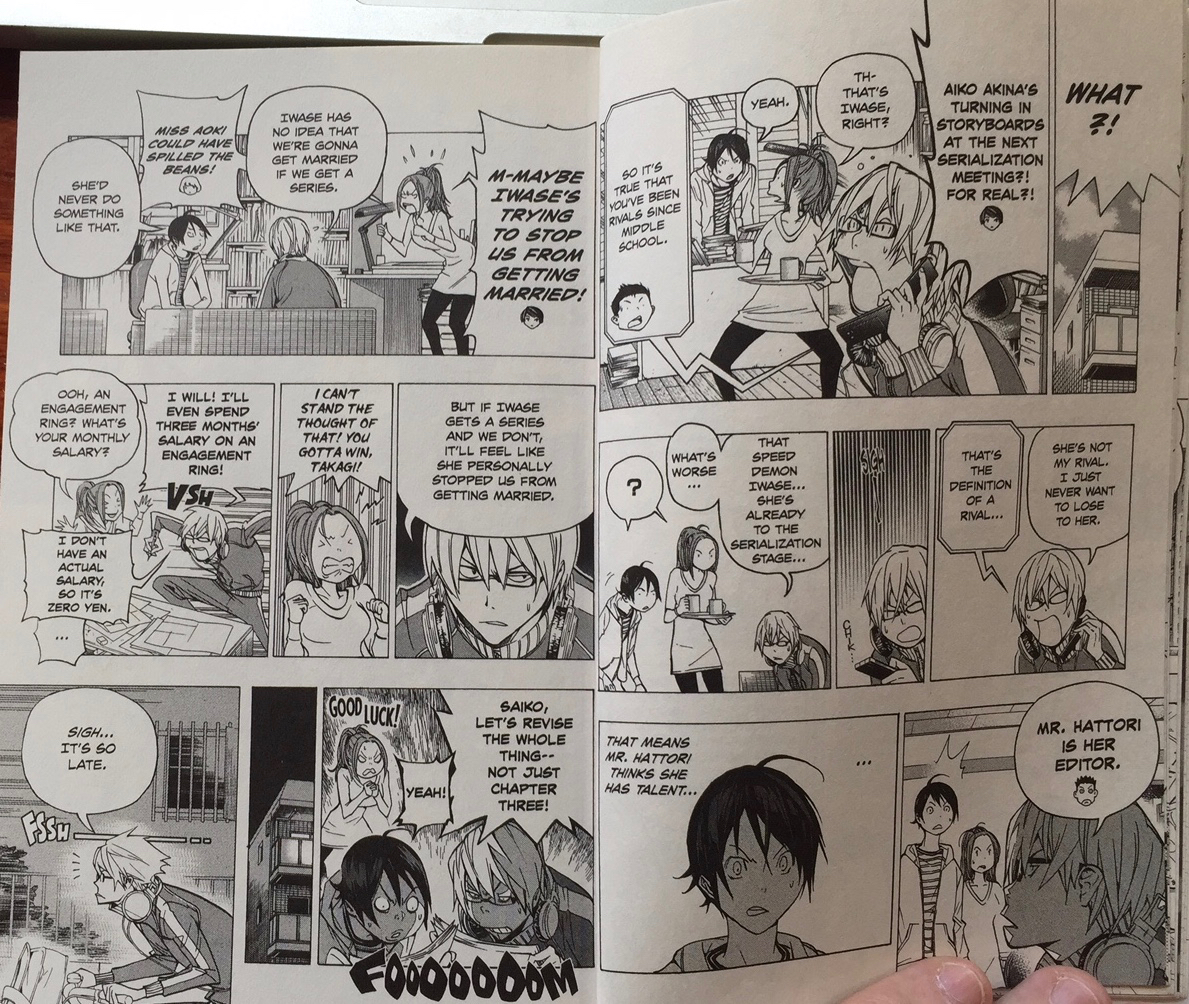 WHAT
?!
AIKO AKINA'S
TURNING IN
STORYBOARDS
AT THE NEXT
SERIALIZATION
MEETING?!
FOR REAL?!
TH-
THAT'S
IWASE,
RIGHT?
YEAH.
SO IT'S
TRUE THAT
YOU'VE BEEN
RIVALS SINCE
MIDDLE
SCHOOL.
SHE'S NOT
MY RIVAL.
I JUST
NEVER WANT
TO LOSE
TO HER.
THAT'S
THE
DEFINITION
OF A
RIVAL...
SIGH
CHIK...
THAT
SPEED
DEMON
IWASE...
SHE'S
ALREADY
TO THE
SERIALIZATION
STAGE...
WHAT'S
WORSE
...
?
MR. HATTORI
IS HER
EDITOR.
...
THAT MEANS
MR. HATTORI
THINKS SHE
HAS TALENT...
M-MAYBE
IWASE'S
TRYING
TO STOP
US FROM
GETTING
MARRIED!
IWASE HAS
NO IDEA THAT
WE'RE GONNA
GET MARRIED
IF WE GET A
SERIES.
MISS AOKI
COULD HAVE
SPILLED THE
BEANS!
SHE'D
NEVER DO
SOMETHING
LIKE THAT.
BUT IF IWASE
GETS A SERIES
AND WE DON'T,
IT'LL FEEL LIKE
SHE PERSONALLY
STOPPED US FROM
GETTING MARRIED.
I CAN'T
STAND THE
THOUGHT OF
THAT! YOU
GOTTA WIN,
TAKAGI!
I WILL! I'LL
EVEN SPEND
THREE MONTHS'
SALARY ON AN
ENGAGEMENT
RING!
VSH
OOH, AN
ENGAGEMENT
RING? WHAT'S
YOUR MONTHLY
SALARY?
I DON'T
HAVE AN
ACTUAL
SALARY,
SO IT'S
ZERO YEN.
...
SAIKO,
LET'S REVISE
THE WHOLE
THING--
NOT JUST
CHAPTER
THREE!
GOOD LUCK!
YEAH!
FOOOOOOOM
SIGH...
IT'S SO
LATE.
FSSH